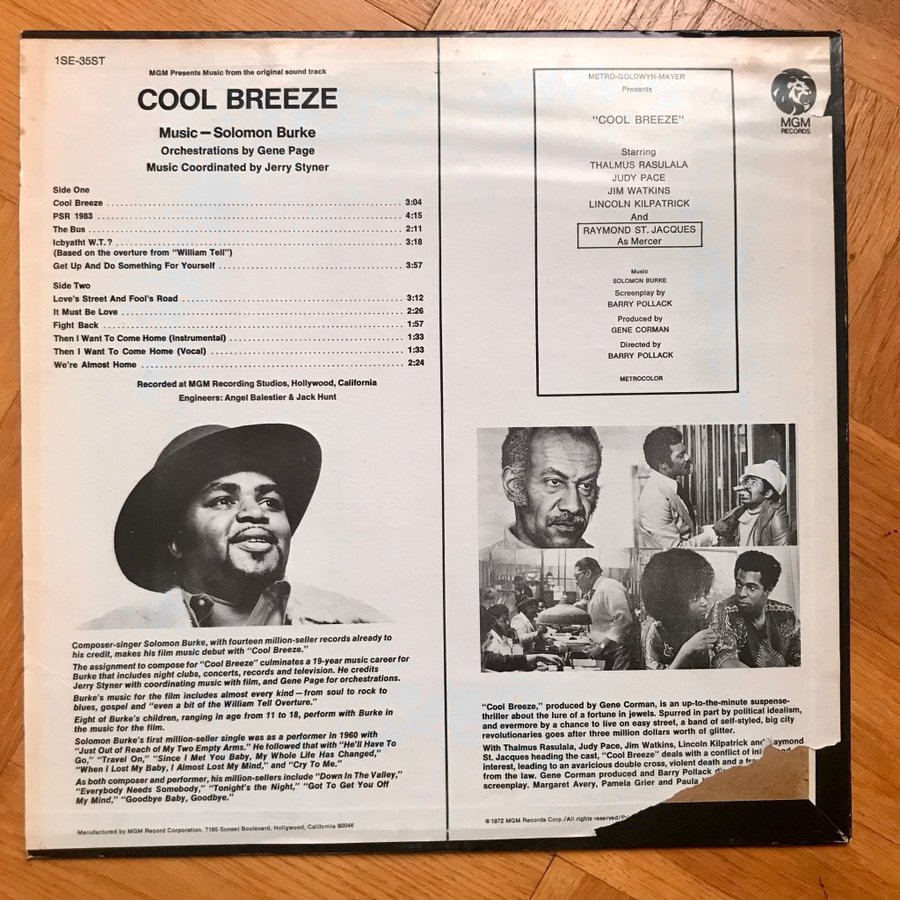 1SE-35ST
MGM Presents Music from the original sound track
COOL BREEZE
Music — Solomon Burke
Orchestrations by Gene Page
Music Coordinated by Jerry Styner
Side One
Cool Breeze 3:04
PSR 1983 4:15
The Bus 2:11
Icbyatht W.T.? 3:18
(Based on the overture from "William Tell")
Get Up And Do Something For Yourself 3:57
Side Two
Love's Street And Fool's Road 3:12
It Must Be Love 2:26
Fight Back 1:57
Then I Want To Come Home (Instrumental) 1:33
Then I Want To Come Home (Vocal) 1:33
We're Almost Home 2:24
Recorded at MGM Recording Studios, Hollywood, California
Engineers: Angel Balestier & Jack Hunt
Composer-singer Solomon Burke, with fourteen million-seller records already to
his credit, makes his film music debut with "Cool Breeze."
The assignment to compose for "Cool Breeze" culminates a 19-year music career for
Burke that includes night clubs, concerts, records and television. He credits
Jerry Styner with coordinating music with film, and Gene Page for orchestrations.
Burke's music for the film includes almost every kind — from soul to rock to
blues, gospel and "even a bit of the William Tell Overture."
Eight of Burke's children, ranging in age from 11 to 18, perform with Burke in
the music for the film.
Solomon Burke's first million-seller single was as a performer in 1960 with
"Just Out of Reach of My Two Empty Arms." He followed that with "He'll Have To
Go," "Travel On," "Since I Met You Baby, My Whole Life Has Changed,"
"When I Lost My Baby, I Almost Lost My Mind," and "Cry To Me."
As both composer and performer, his million-sellers include "Down In The Valley,"
"Everybody Needs Somebody," "Tonight's the Night," "Got To Get You Off
My Mind," "Goodbye Baby, Goodbye."
Manufactured by MGM Record Corporation, 7165 Sunset Boulevard, Hollywood, California 90046
METRO-GOLDWYN-MAYER
Presents
"COOL BREEZE"
Starring
THALMUS RASULALA
JUDY PACE
JIM WATKINS
LINCOLN KILPATRICK
And
RAYMOND ST. JACQUES
As Mercer
Music
SOLOMON BURKE
Screenplay by
BARRY POLLACK
Produced by
GENE CORMAN
Directed by
BARRY POLLACK
METROCOLOR
MGM
RECORDS
"Cool Breeze," produced by Gene Corman, is an up-to-the-minute suspense-
thriller about the lure of a fortune in jewels. Spurred in part by political idealism,
and evermore by a chance to live on easy street, a band of self-styled, big city
revolutionaries goes after three million dollars worth of glitter.
With Thalmus Rasulala, Judy Pace, Jim Watkins, Lincoln Kilpatrick and Raymond
St. Jacques heading the cast, "Cool Breeze" deals with a conflict of
interest, leading to an avaricious double cross, violent death and a
from the law. Gene Corman produced and Barry Pollack
screenplay. Margaret Avery, Pamela Grier and Paula
© 1972 MGM Records Corp./All rights reserved/